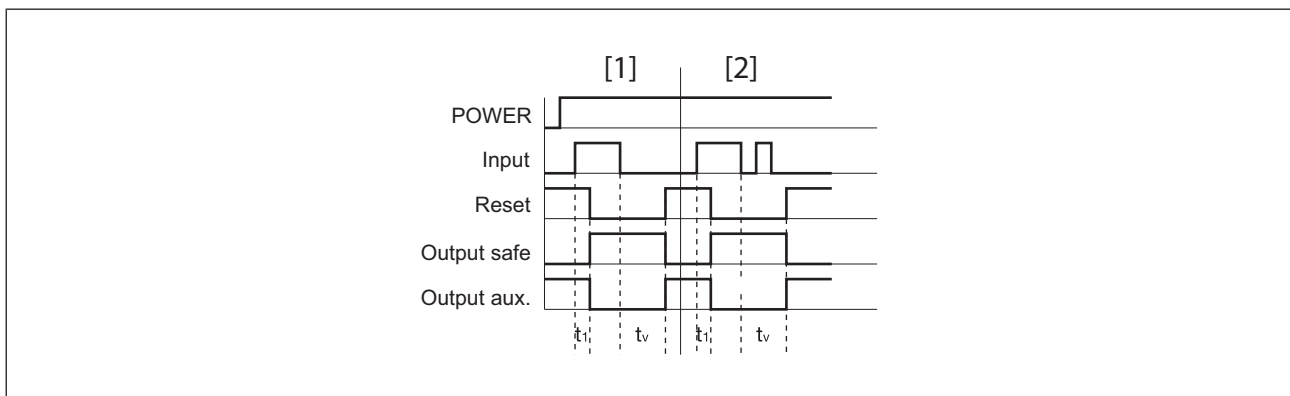 [1] [2]
POWER
Input
Reset
Output safe
Output aux.
t1 tv t1 tv